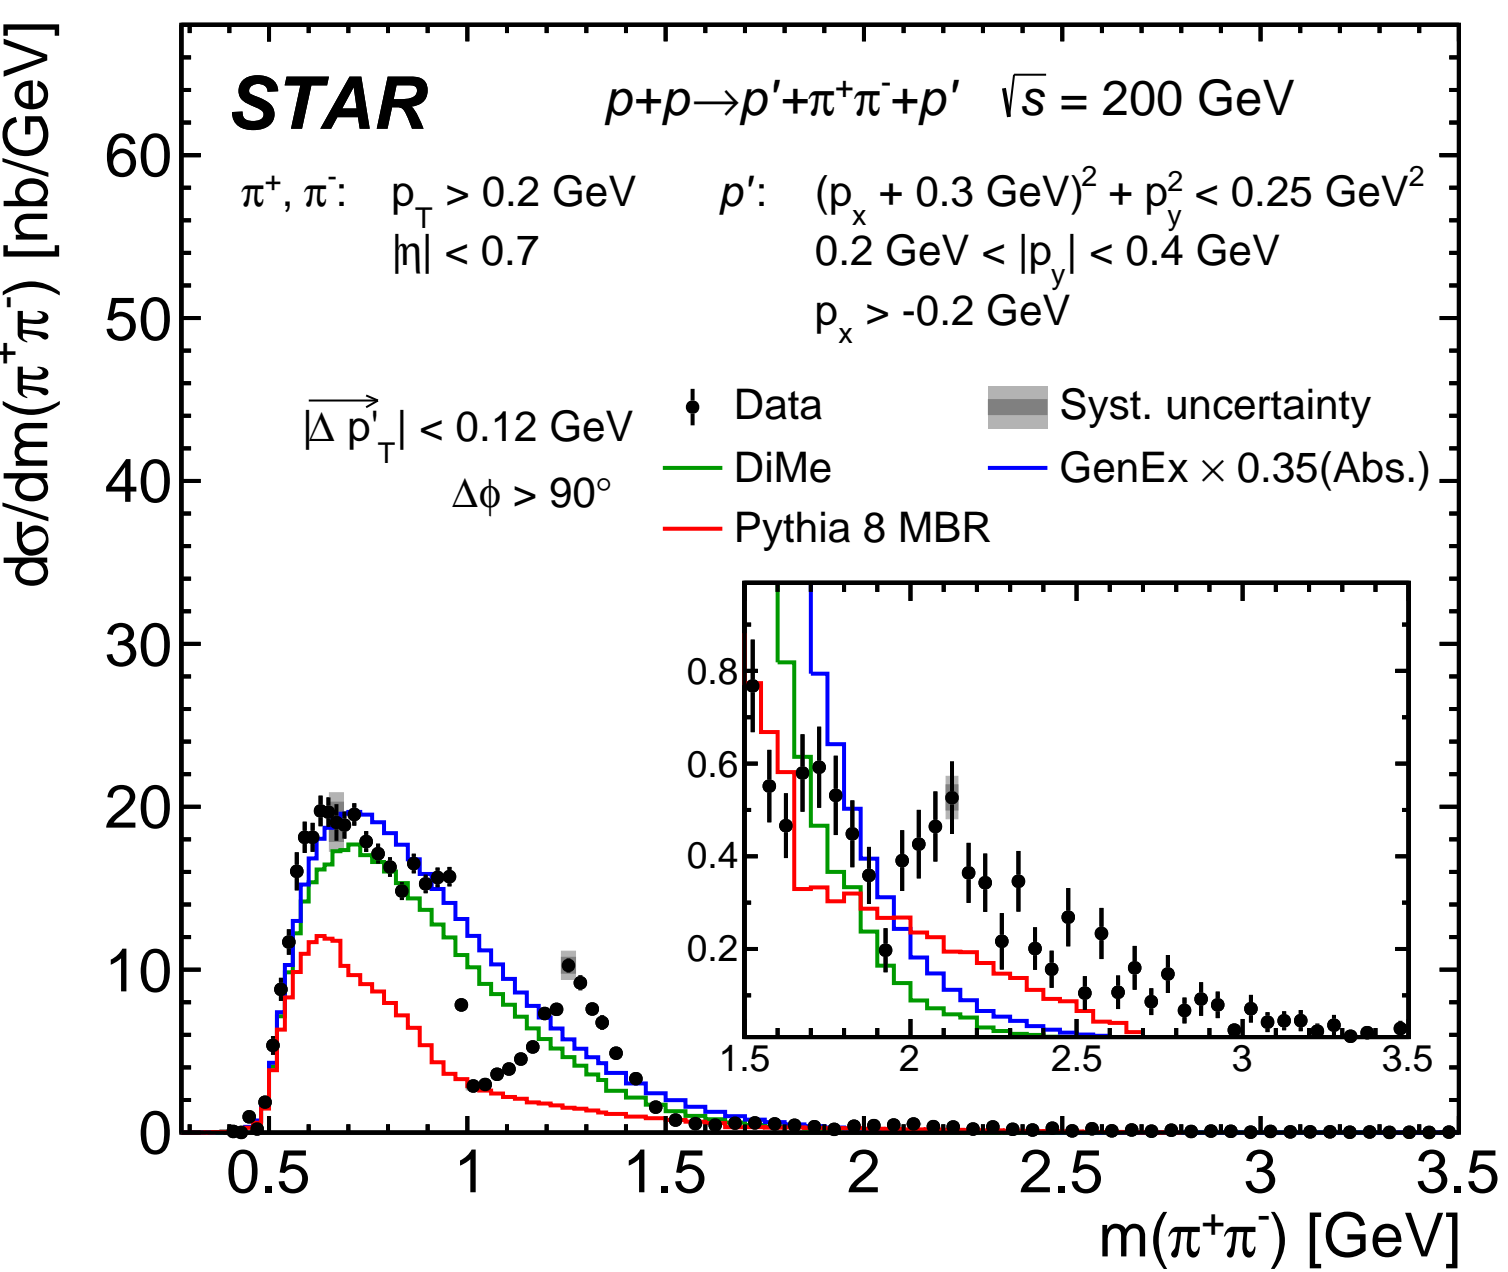 STAR
p+p→p′+π⁺π⁻+p′ √s = 200 GeV
π⁺, π⁻: p_T > 0.2 GeV
|η| < 0.7
p′: (p_x + 0.3 GeV)² + p_y² < 0.25 GeV²
0.2 GeV < |p_y| < 0.4 GeV
p_x > -0.2 GeV
|Δ p⃗'_T| < 0.12 GeV
Δϕ > 90°
Data
Syst. uncertainty
DiMe
GenEx × 0.35(Abs.)
Pythia 8 MBR
dσ/dm(π⁺π⁻) [nb/GeV]
60
50
40
30
20
10
0
0.8
0.6
0.4
0.2
1.5 2 2.5 3 3.5
0.5 1 1.5 2 2.5 3 3.5
m(π⁺π⁻) [GeV]